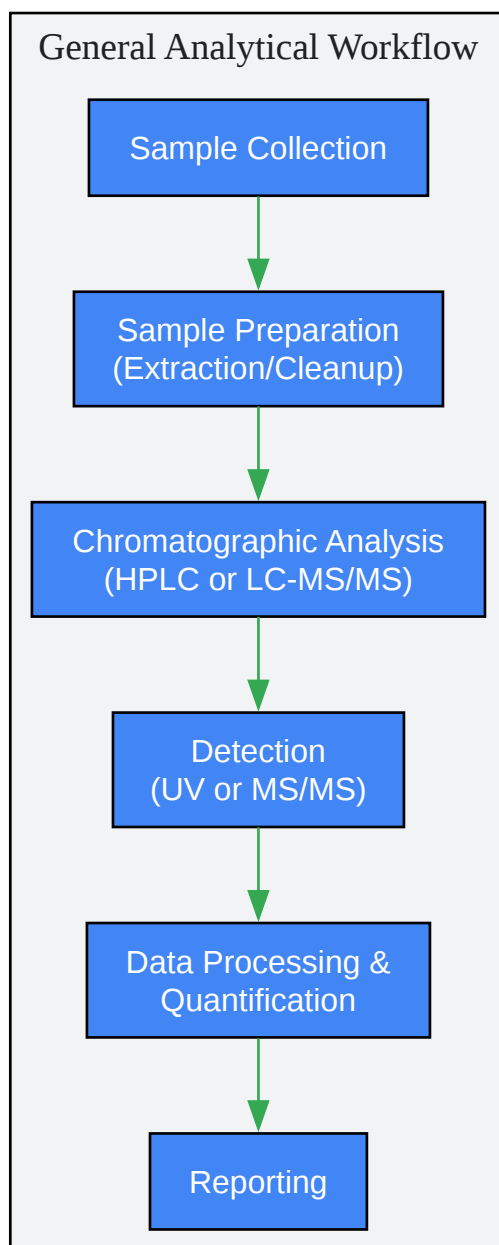 General Analytical Workflow
Sample Collection
Sample Preparation
(Extraction/Cleanup)
Chromatographic Analysis
(HPLC or LC-MS/MS)
Detection
(UV or MS/MS)
Data Processing &
Quantification
Reporting